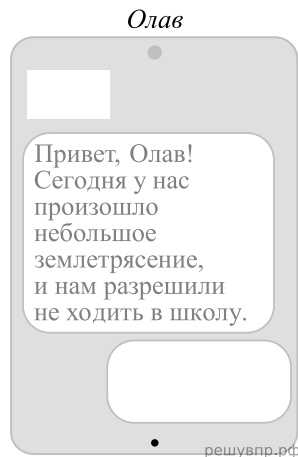 Олав
Привет, Олав!
Сегодня у нас
произошло
небольшое
землетрясение,
и нам разрешили
не ходить в школу.
решувпр.рф